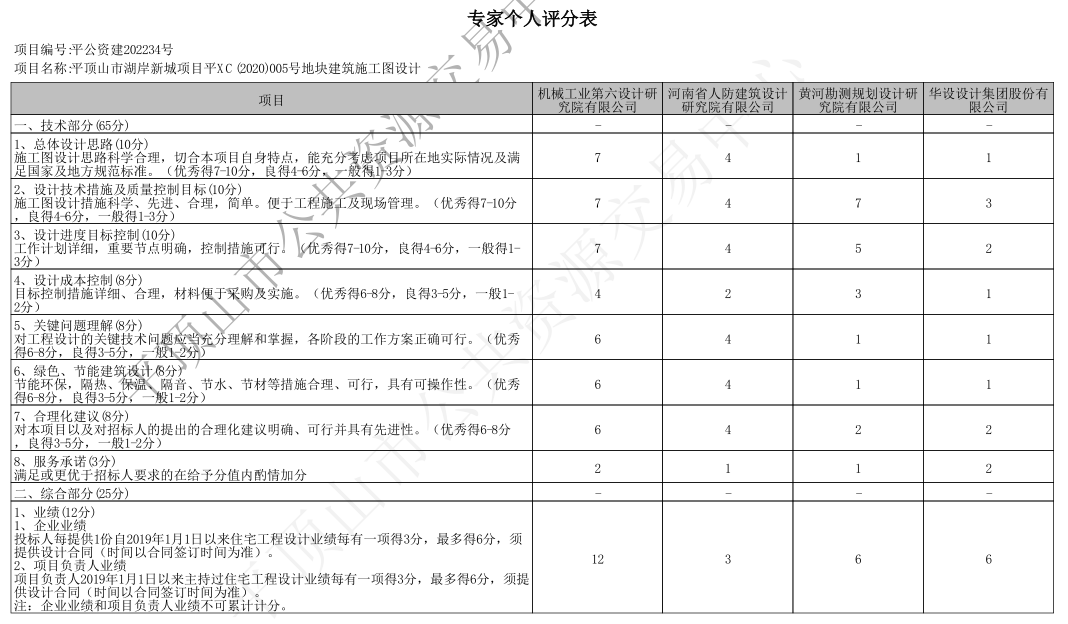 专家个人评分表
项目编号:平公资建202234号
项目名称:平顶山市湖岸新城项目平XC(2020)005号地块建筑施工图设计
项目
机械工业第六设计研
究院有限公司
河南省人防建筑设计
研究院有限公司
黄河勘测规划设计研
究院有限公司
华设设计集团股份有
限公司
一、技术部分(65分)
- - - -
1、总体设计思路(10分)
施工图设计思路科学合理，切合本项目自身特点，能充分考虑项目所在地实际情况及满
足国家及地方规范标准。（优秀得7-10分，良得4-6分，一般得1-3分）
7 4 1 1
2、设计技术措施及质量控制目标(10分)
施工图设计措施科学、先进、合理，简单。便于工程施工及现场管理。（优秀得7-10分
，良得4-6分，一般得1-3分）
7 4 7 3
3、设计进度目标控制(10分)
工作计划详细，重要节点明确，控制措施可行。（优秀得7-10分，良得4-6分，一般得1-
3分）
7 4 5 2
4、设计成本控制(8分)
目标控制措施详细、合理，材料便于采购及实施。（优秀得6-8分，良得3-5分，一般1-
2分）
4 2 3 1
5、关键问题理解(8分)
对工程设计的关键技术问题应当充分理解和掌握，各阶段的工作方案正确可行。（优秀
得6-8分，良得3-5分，一般1-2分）
6 4 1 1
6、绿色、节能建筑设计(8分)
节能环保，隔热、保温、隔音、节水、节材等措施合理、可行，具有可操作性。（优秀
得6-8分，良得3-5分，一般1-2分）
6 4 1 1
7、合理化建议(8分)
对本项目以及对招标人的提出的合理化建议明确、可行并具有先进性。（优秀得6-8分
，良得3-5分，一般1-2分）
6 4 2 2
8、服务承诺(3分)
满足或更优于招标人要求的在给予分值内酌情加分
2 1 1 2
二、综合部分(25分)
- - - -
1、业绩(12分)
1、企业业绩
投标人每提供1份自2019年1月1日以来住宅工程设计业绩每有一项得3分，最多得6分，须
提供设计合同（时间以合同签订时间为准）。
2、项目负责人业绩
项目负责人2019年1月1日以来主持过住宅工程设计业绩每有一项得3分，最多得6分，须提
供设计合同（时间以合同签订时间为准）。
注：企业业绩和项目负责人业绩不可累计计分。
12 3 6 6
平顶山市公共资源交易中
平顶山市公共资源交易中心